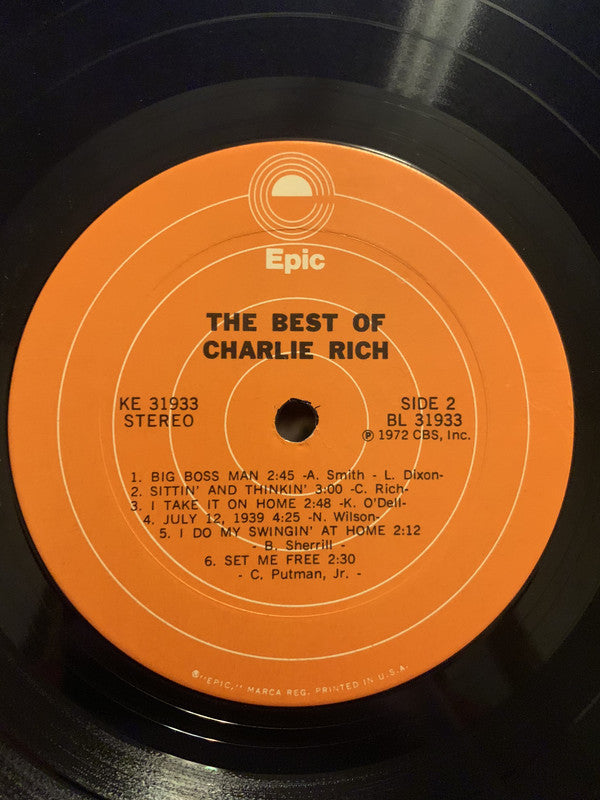 Epic
THE BEST OF
CHARLIE RICH
KE 31933
STEREO
SIDE 2
BL 31933
Ⓟ 1972 CBS, Inc.
1. BIG BOSS MAN 2:45 -A. Smith - L. Dixon-
2. SITTIN' AND THINKIN' 3:00 -C. Rich-
3. I TAKE IT ON HOME 2:48 -K. O'Dell-
4. JULY 12, 1939 4:25 -N. Wilson-
5. I DO MY SWINGIN' AT HOME 2:12
- B. Sherrill -
6. SET ME FREE 2:30
- C. Putman, Jr. -
®"EPIC," MARCA REG. PRINTED IN U.S.A.